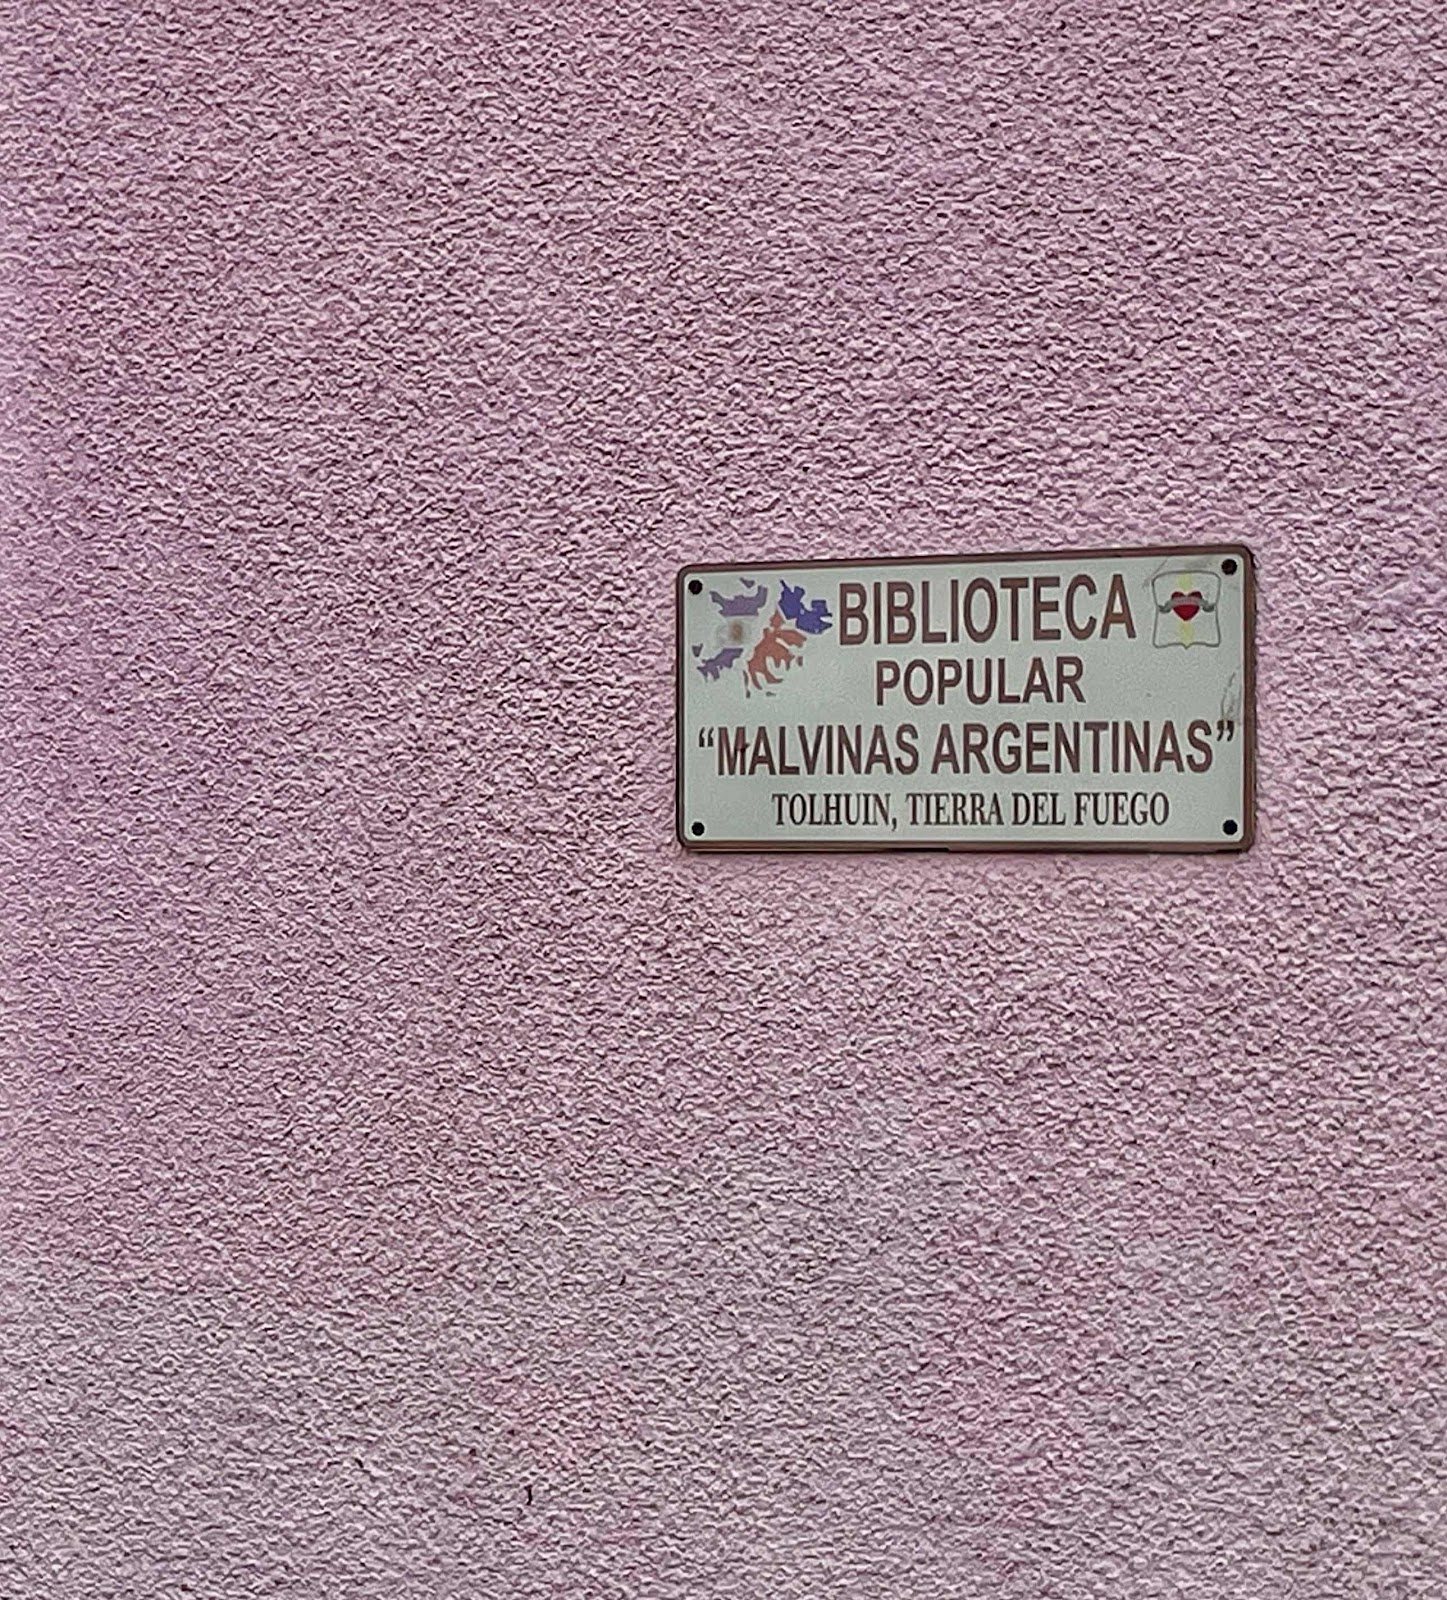 BIBLIOTECA
POPULAR
“MALVINAS ARGENTINAS”
TOLHUIN, TIERRA DEL FUEGO